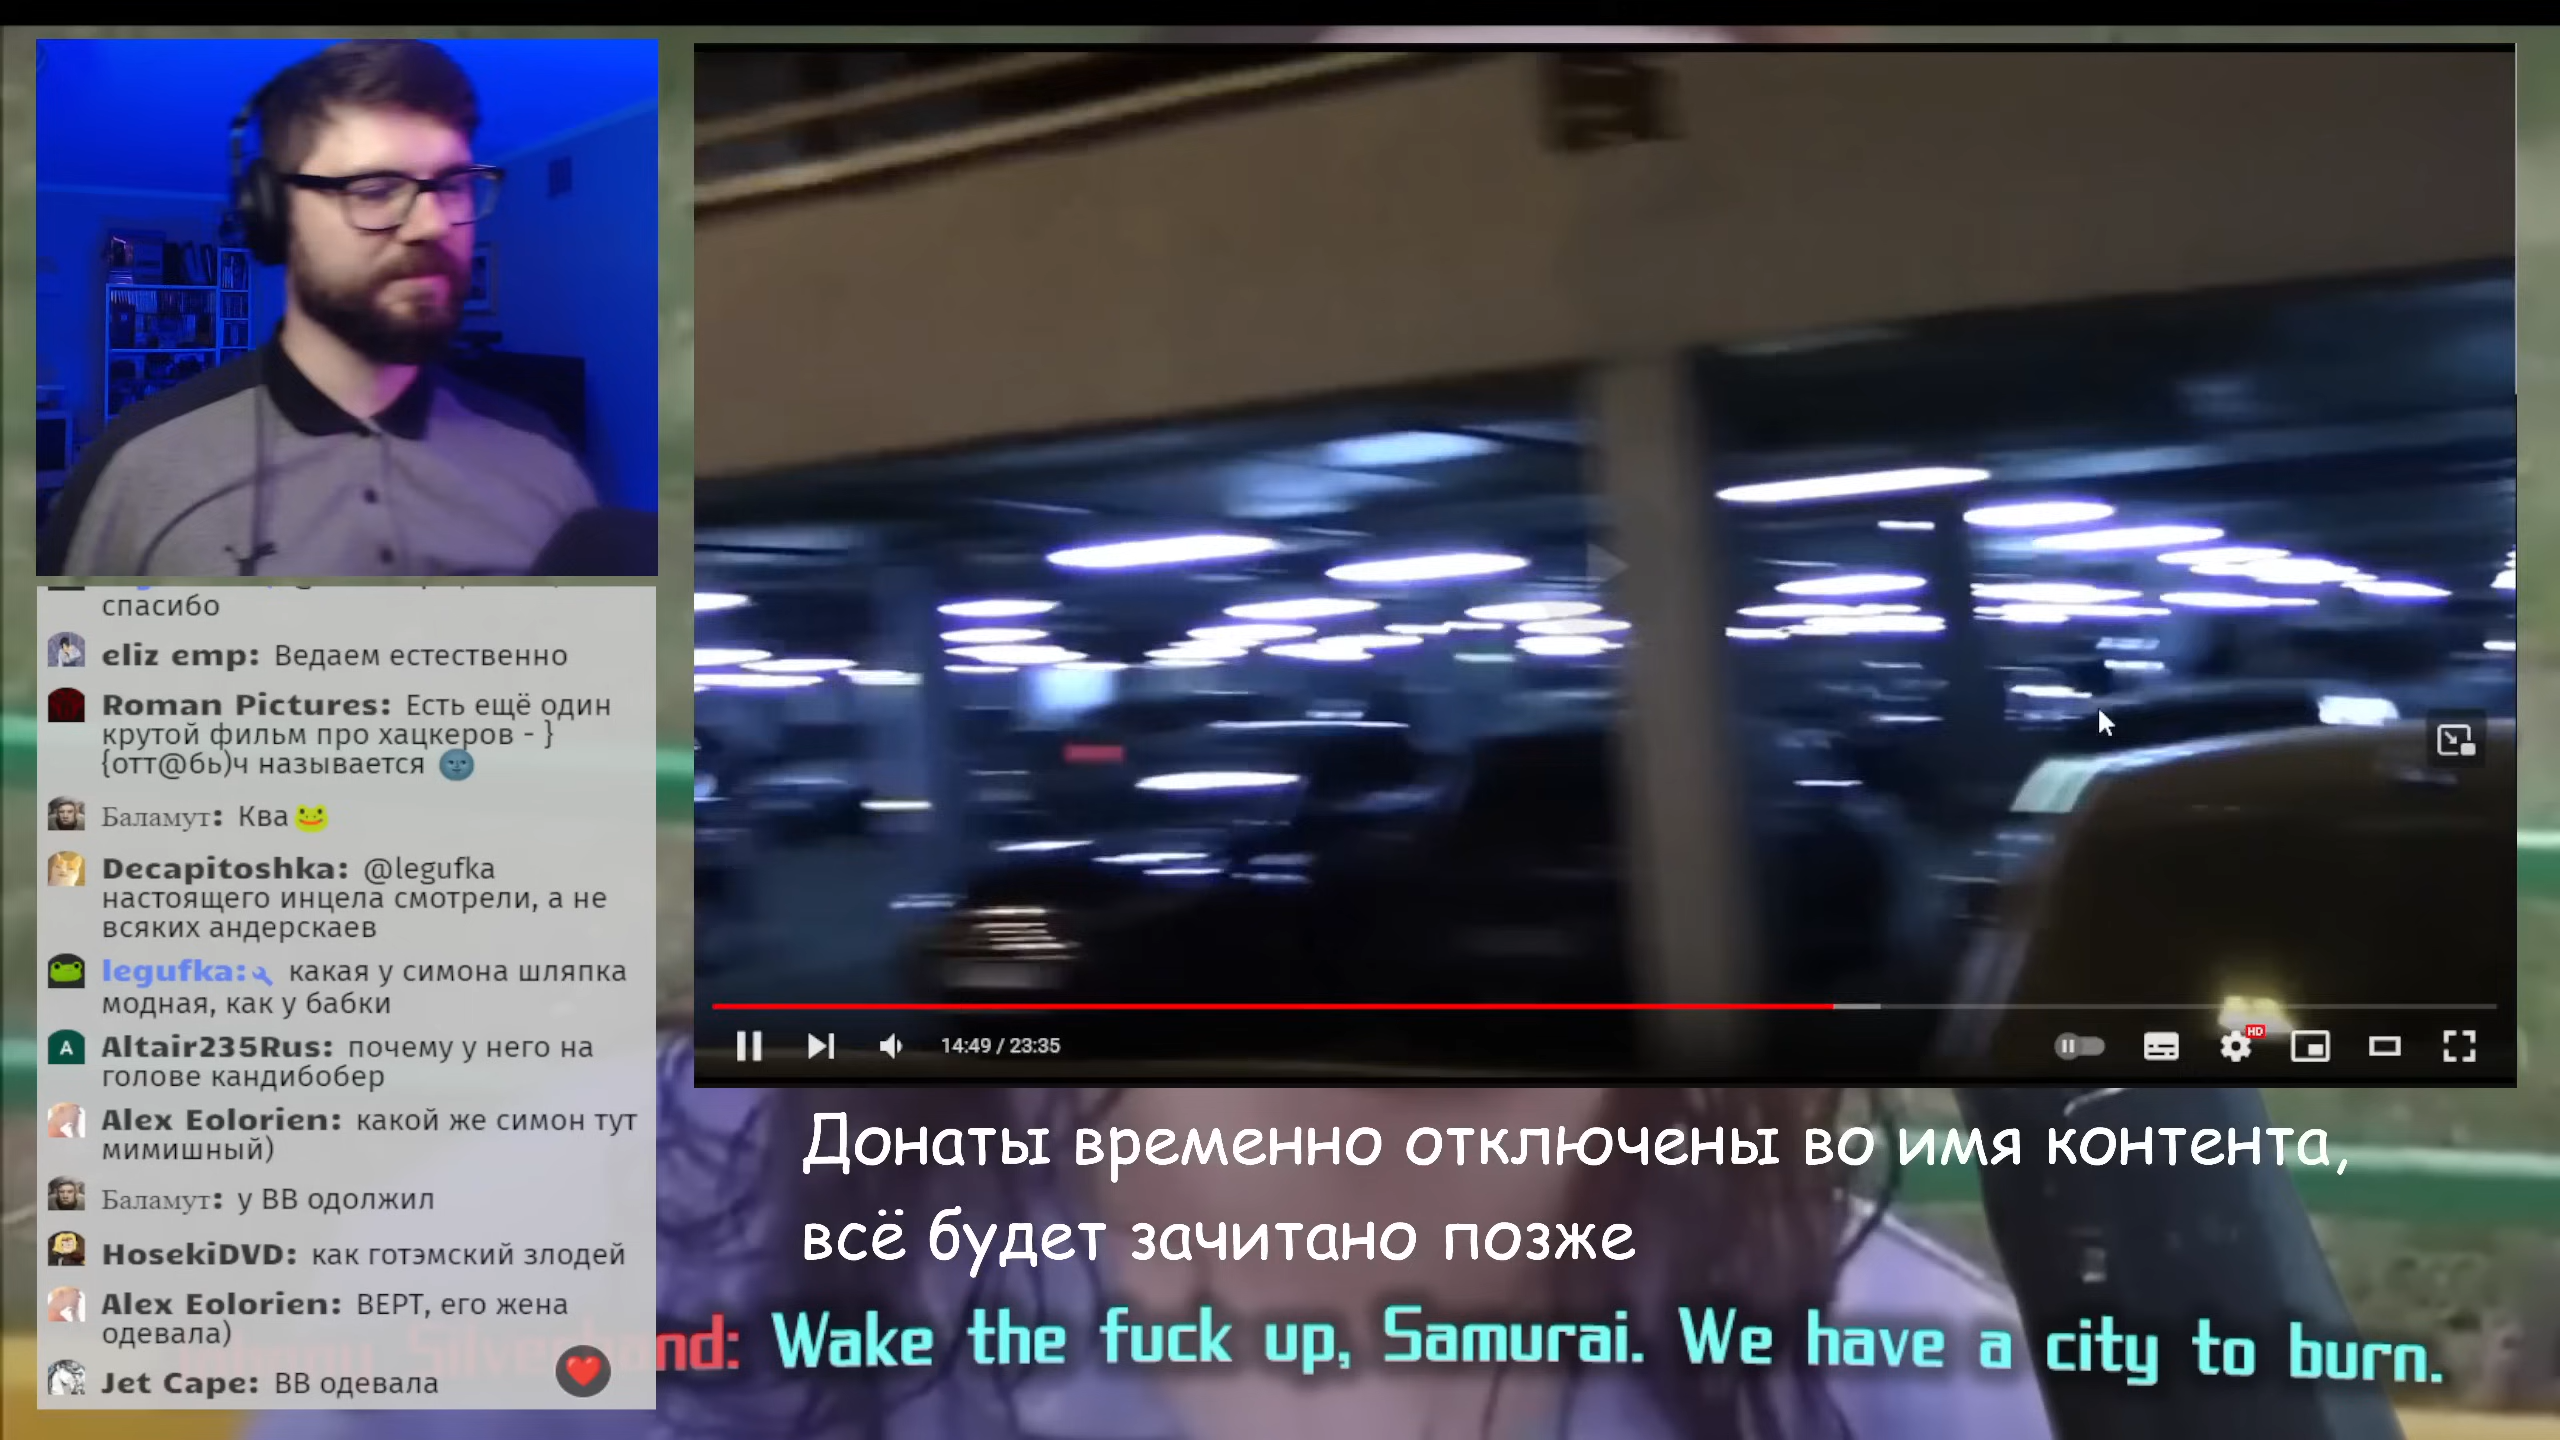 спасибо
eliz emp: Ведаем естественно
Roman Pictures: Есть ещё один
крутой фильм про хацкеров - }
{отт@бь)ч называется
Баламут: Ква
Decapitoshka: @legufka
настоящего инцела смотрели, а не
всяких андерскаев
legufka: какая у симона шляпка
модная, как у бабки
A
Altair235Rus: почему у него на
голове кандибобер
Alex Eolorien: какой же симон тут
мимишный)
Баламут: у ВВ одолжил
HosekiDVD: как готэмский злодей
Alex Eolorien: ВЕРТ, его жена
одевала)
Jet Cape: ВВ одевала
14:49 / 23:35
HD
Донаты временно отключены во имя контента,
всё будет зачитано позже
Johnny Silverhand: Wake the fuck up, Samurai. We have a city to burn.